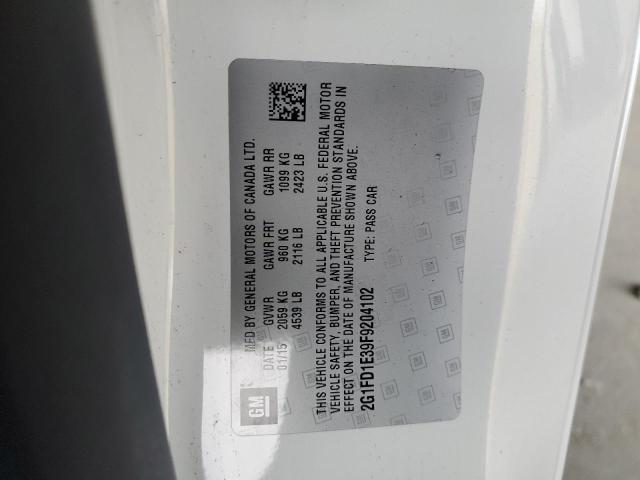 GM
MFD BY GENERAL MOTORS OF CANADA LTD.
DATE GVWR GAWR FRT GAWR RR
01/15 2059 KG 960 KG 1099 KG
4539 LB 2116 LB 2423 LB
THIS VEHICLE CONFORMS TO ALL APPLICABLE U.S. FEDERAL MOTOR
VEHICLE SAFETY, BUMPER, AND THEFT PREVENTION STANDARDS IN
EFFECT ON THE DATE OF MANUFACTURE SHOWN ABOVE.
2G1FD1E39F9204102 TYPE: PASS CAR